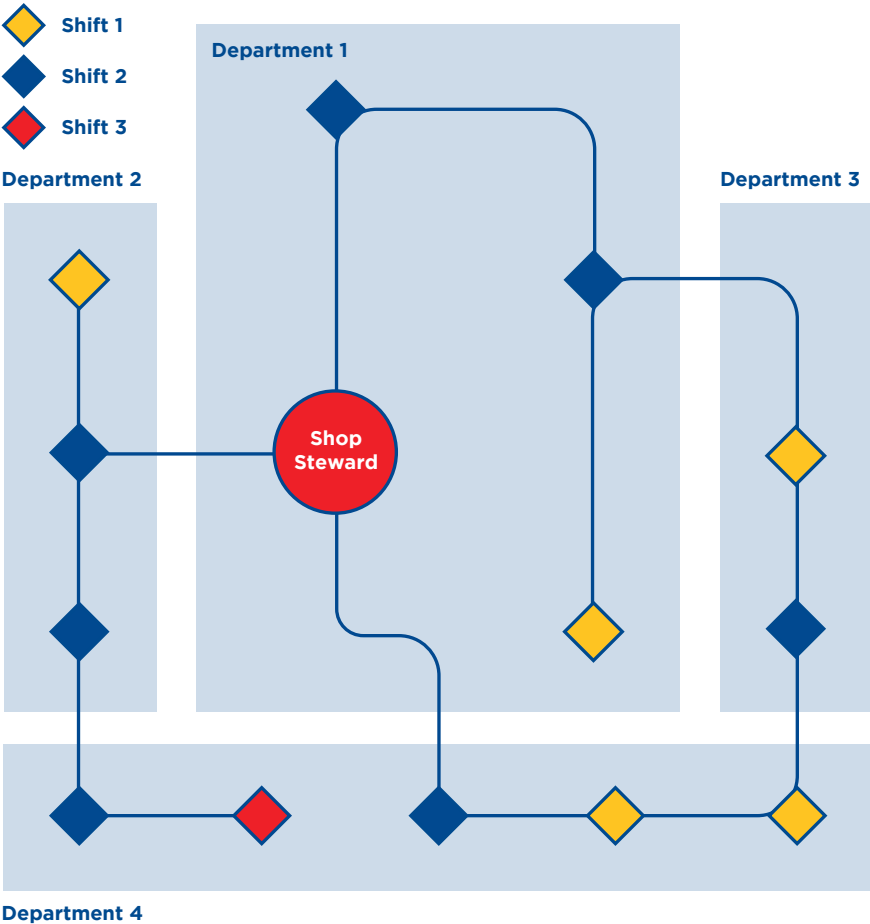 Shift 1
Shift 2
Shift 3
Department 1
Department 2
Department 3
Shop
Steward
Department 4